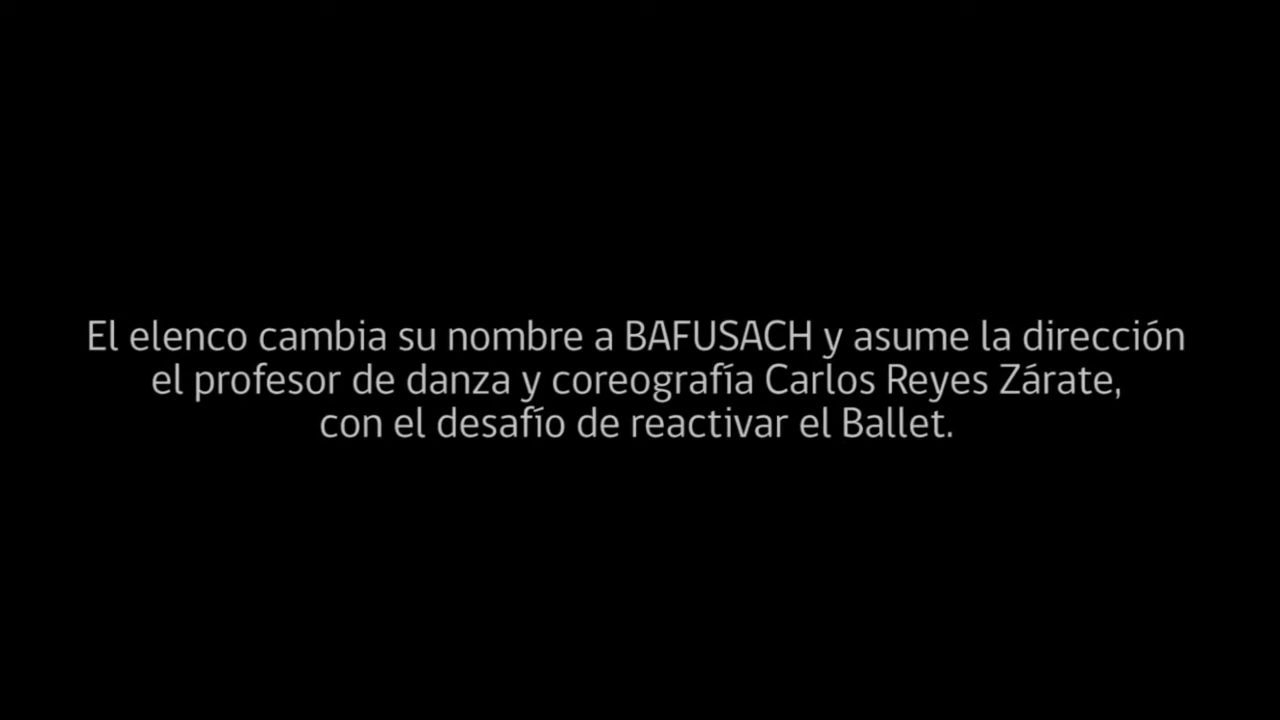 El elenco cambia su nombre a BAFUSACH y asume la dirección
el profesor de danza y coreografía Carlos Reyes Zárate,
con el desafío de reactivar el Ballet.